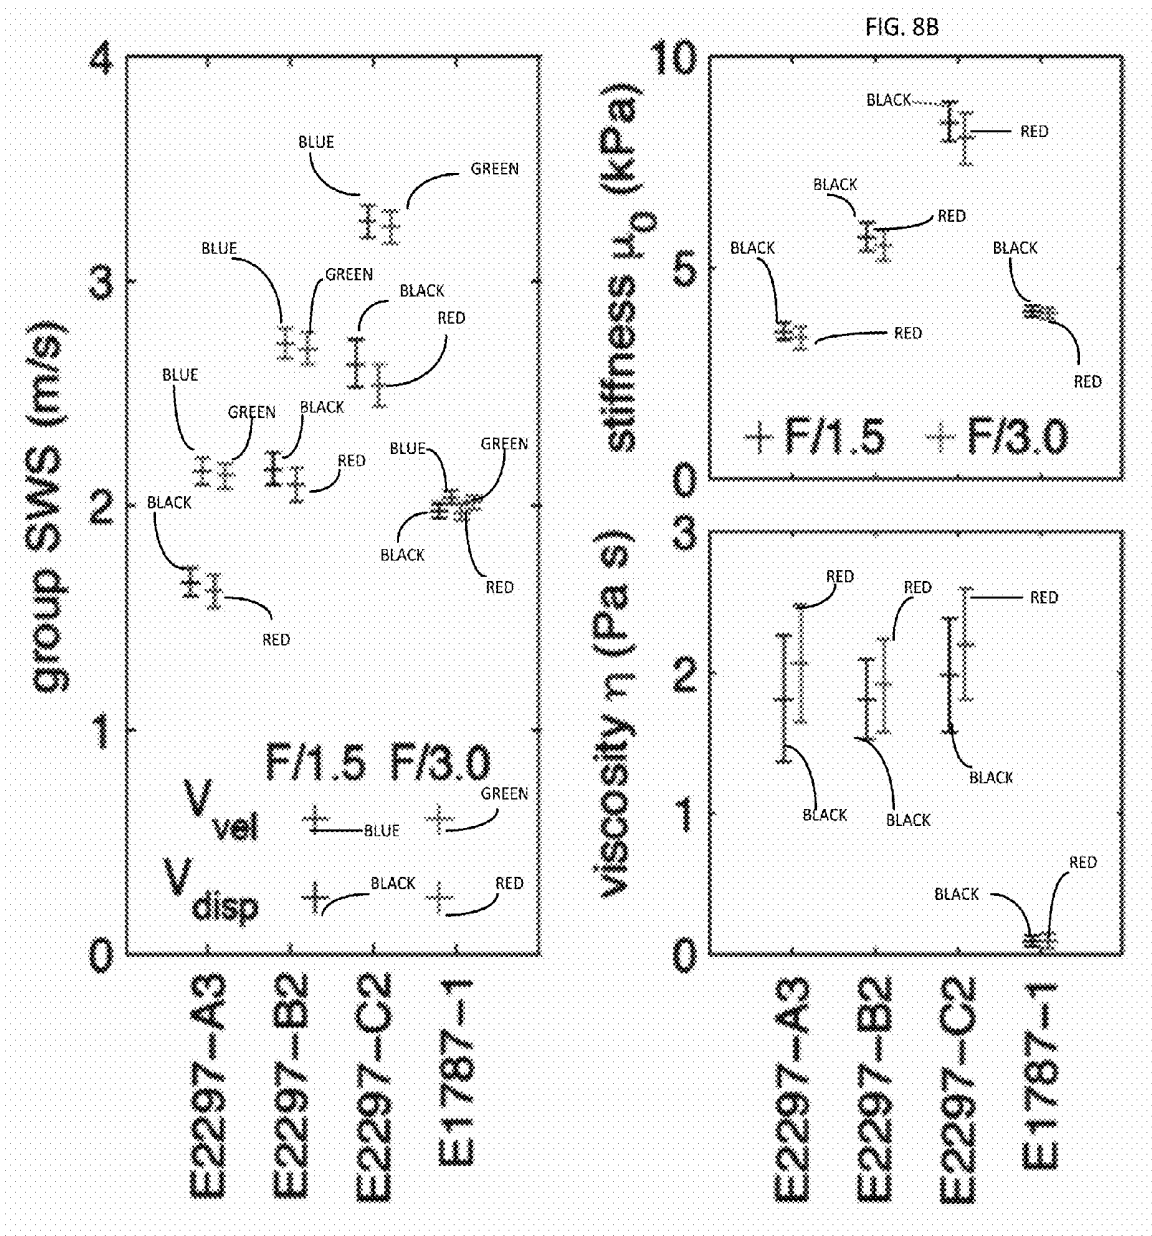 FIG. 8B
4
3
2
1
0
group SWS (m/s)
BLUE
GREEN
BLUE
GREEN
BLACK
RED
BLUE
GREEN
BLACK
RED
BLACK
RED
BLUE
GREEN
BLACK
RED
F/1.5 F/3.0
V vel
BLUE
GREEN
V disp
BLACK
RED
E2297-A3
E2297-B2
E2297-C2
E1787-1
10
5
0
stiffness μ0 (kPa)
BLACK
RED
BLACK
RED
BLACK
RED
BLACK
RED
F/1.5 F/3.0
3
2
1
0
viscosity η (Pa s)
RED
RED
RED
BLACK
BLACK
BLACK
BLACK
RED
E2297-A3
E2297-B2
E2297-C2
E1787-1